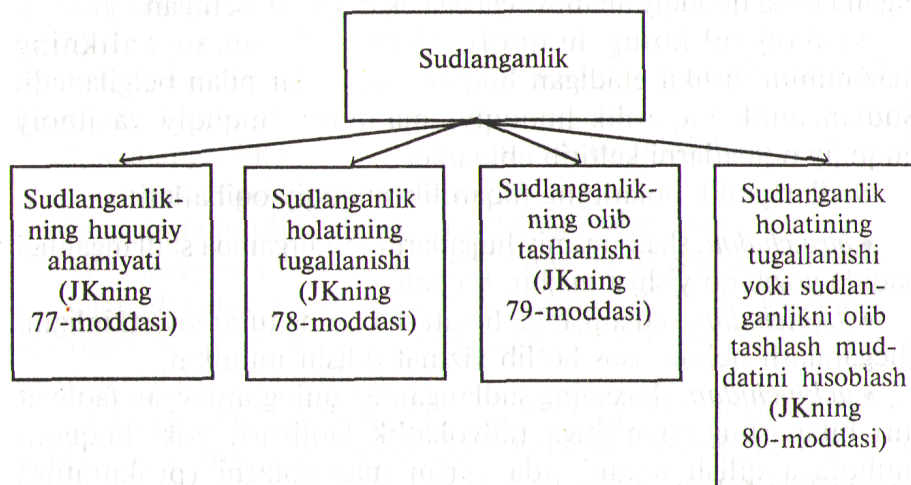 Sudlanganlik
Sudlanganlik-
ning huquqiy
ahamiyati
(JKning
77-moddasi)
Sudlanganlik
holatining
tugallanishi
(JKning
78-moddasi)
Sudlanganlik-
ning olib
tashlanishi
(JKning
79-moddasi)
Sudlanganlik
holatining
tugallanishi
yoki sudlan-
ganlikni olib
tashlash mud-
datini hisoblash
(JKning
80-moddasi)